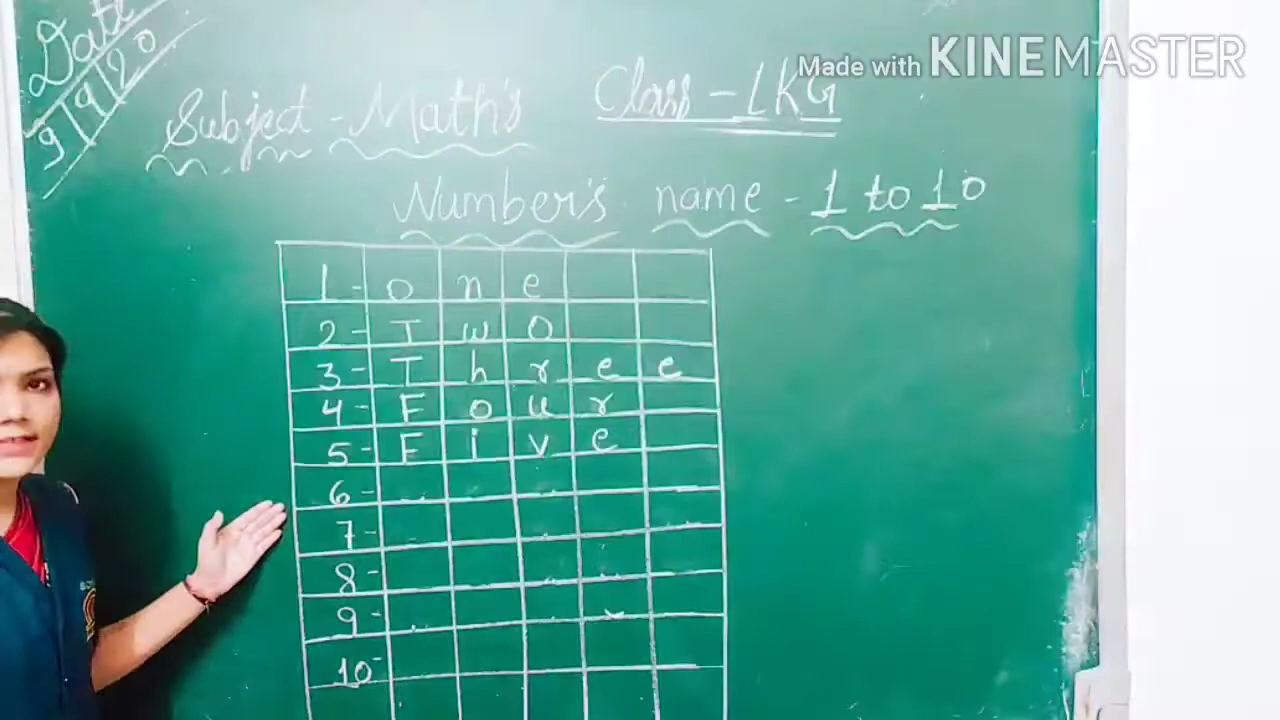 Date
9/9/20
Made with KINEMASTER
Subject - Math's Class - LKG
Number's name - 1 to 10
1 - o n e
2 - T w o
3 - T h r e e
4 - F o u r
5 - F i v e
6 -
7 -
8 -
9 -
10 -